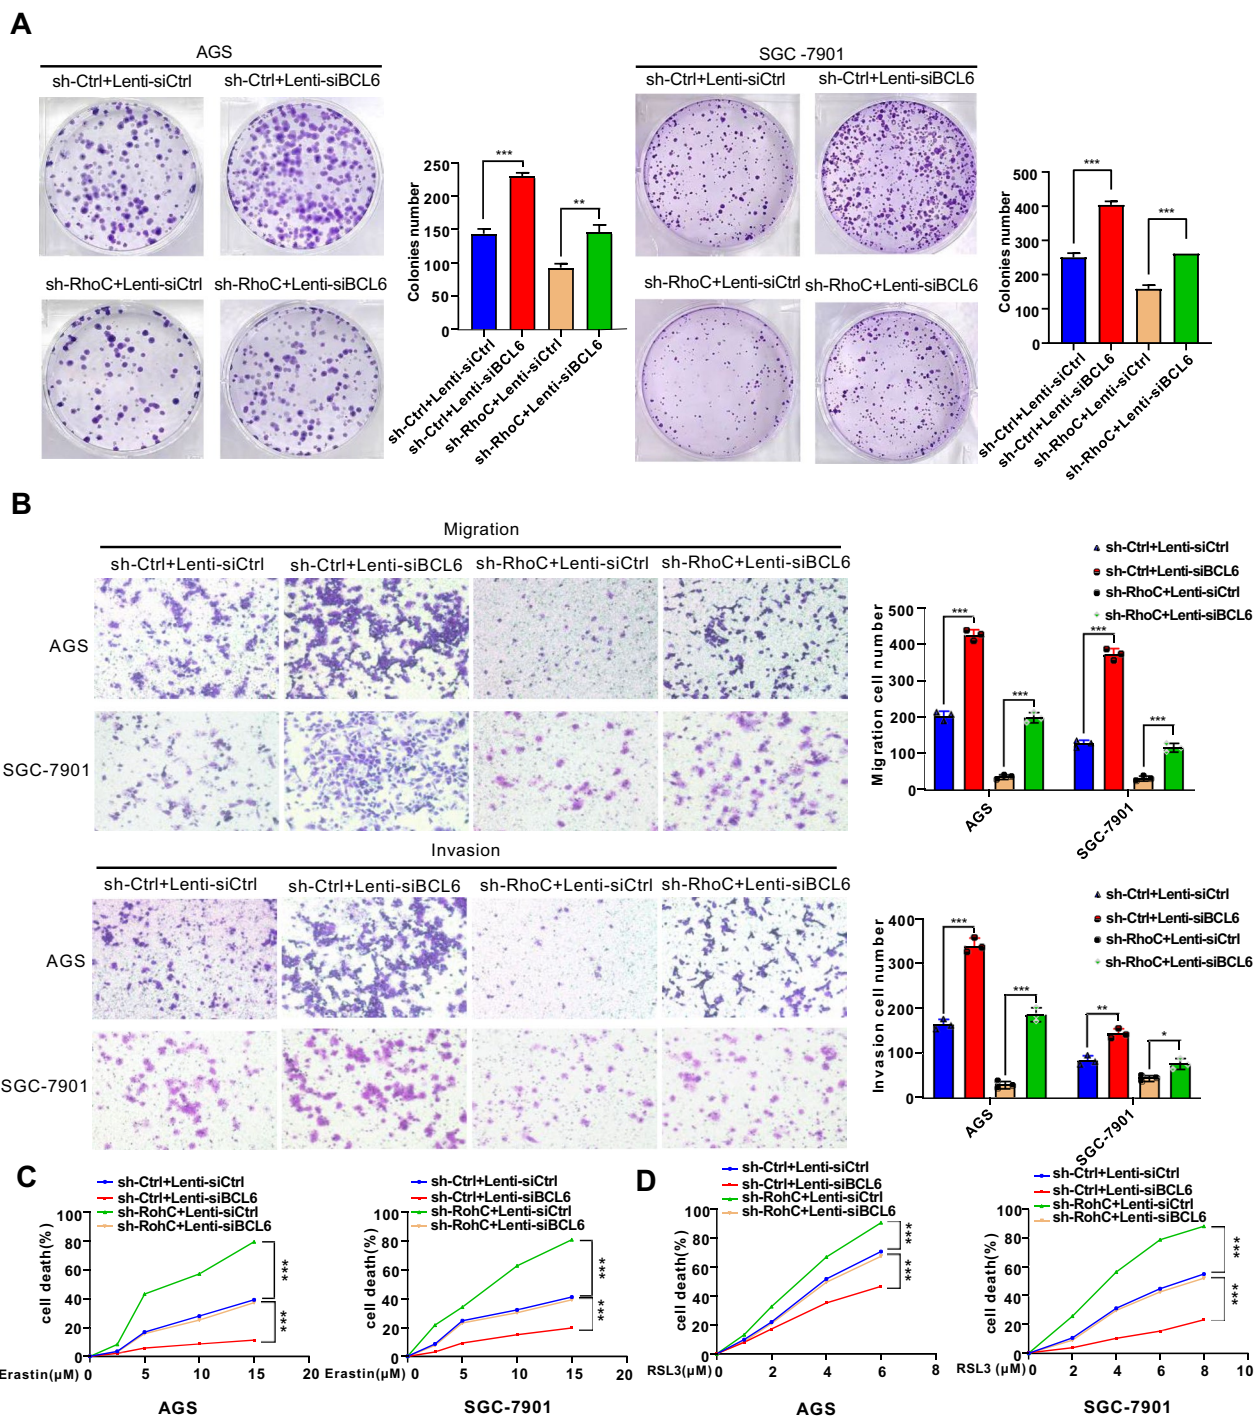 A
AGS
sh-Ctrl+Lenti-siCtrl sh-Ctrl+Lenti-siBCL6
sh-RhoC+Lenti-siCtrl sh-RhoC+Lenti-siBCL6
Colonies number
250
200
150
100
50
0
*** **
sh-Ctrl+Lenti-siCtrl
sh-Ctrl+Lenti-siBCL6
sh-RhoC+Lenti-siCtrl
sh-RhoC+Lenti-siBCL6
SGC -7901
sh-Ctrl+Lenti-siCtrl sh-Ctrl+Lenti-siBCL6
sh-RhoC+Lenti-siCtrl sh-RhoC+Lenti-siBCL6
Colonies number
500
400
300
200
100
0
*** ***
sh-Ctrl+Lenti-siCtrl
sh-Ctrl+Lenti-siBCL6
sh-RhoC+Lenti-siCtrl
sh-RhoC+Lenti-siBCL6
B
Migration
sh-Ctrl+Lenti-siCtrl sh-Ctrl+Lenti-siBCL6 sh-RhoC+Lenti-siCtrl sh-RhoC+Lenti-siBCL6
AGS
SGC-7901
sh-Ctrl+Lenti-siCtrl
sh-Ctrl+Lenti-siBCL6
sh-RhoC+Lenti-siCtrl
sh-RhoC+Lenti-siBCL6
Migration cell number
500
400
300
200
100
0
*** *** *** ***
AGS SGC-7901
Invasion
sh-Ctrl+Lenti-siCtrl sh-Ctrl+Lenti-siBCL6 sh-RhoC+Lenti-siCtrl sh-RhoC+Lenti-siBCL6
AGS
SGC-7901
sh-Ctrl+Lenti-siCtrl
sh-Ctrl+Lenti-siBCL6
sh-RhoC+Lenti-siCtrl
sh-RhoC+Lenti-siBCL6
Invasion cell number
400
300
200
100
0
*** *** ** *
AGS SGC-7901
C
sh-Ctrl+Lenti-siCtrl
sh-Ctrl+Lenti-siBCL6
sh-RohC+Lenti-siCtrl
sh-RohC+Lenti-siBCL6
cell death(%)
100
80
60
40
20
0
***
***
Erastin(μM) 0 5 10 15 20
AGS
sh-Ctrl+Lenti-siCtrl
sh-Ctrl+Lenti-siBCL6
sh-RohC+Lenti-siCtrl
sh-RohC+Lenti-siBCL6
cell death(%)
100
80
60
40
20
0
***
***
Erastin(μM) 0 5 10 15 20
SGC-7901
D
sh-Ctrl+Lenti-siCtrl
sh-Ctrl+Lenti-siBCL6
sh-RohC+Lenti-siCtrl
sh-RohC+Lenti-siBCL6
cell death(%)
100
80
60
40
20
0
***
***
RSL3(μM) 0 2 4 6 8
AGS
sh-Ctrl+Lenti-siCtrl
sh-Ctrl+Lenti-siBCL6
sh-RohC+Lenti-siCtrl
sh-RohC+Lenti-siBCL6
cell death(%)
100
80
60
40
20
0
***
***
RSL3 (μM) 0 2 4 6 8 10
SGC-7901